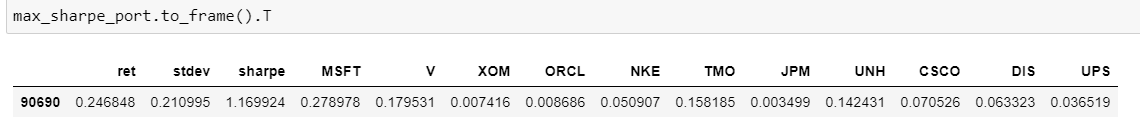 max_sharpe_port.to_frame().T
ret stdev sharpe MSFT V XOM ORCL NKE TMO JPM UNH CSCO DIS UPS
90690 0.246848 0.210995 1.169924 0.278978 0.179531 0.007416 0.008686 0.050907 0.158185 0.003499 0.142431 0.070526 0.063323 0.036519